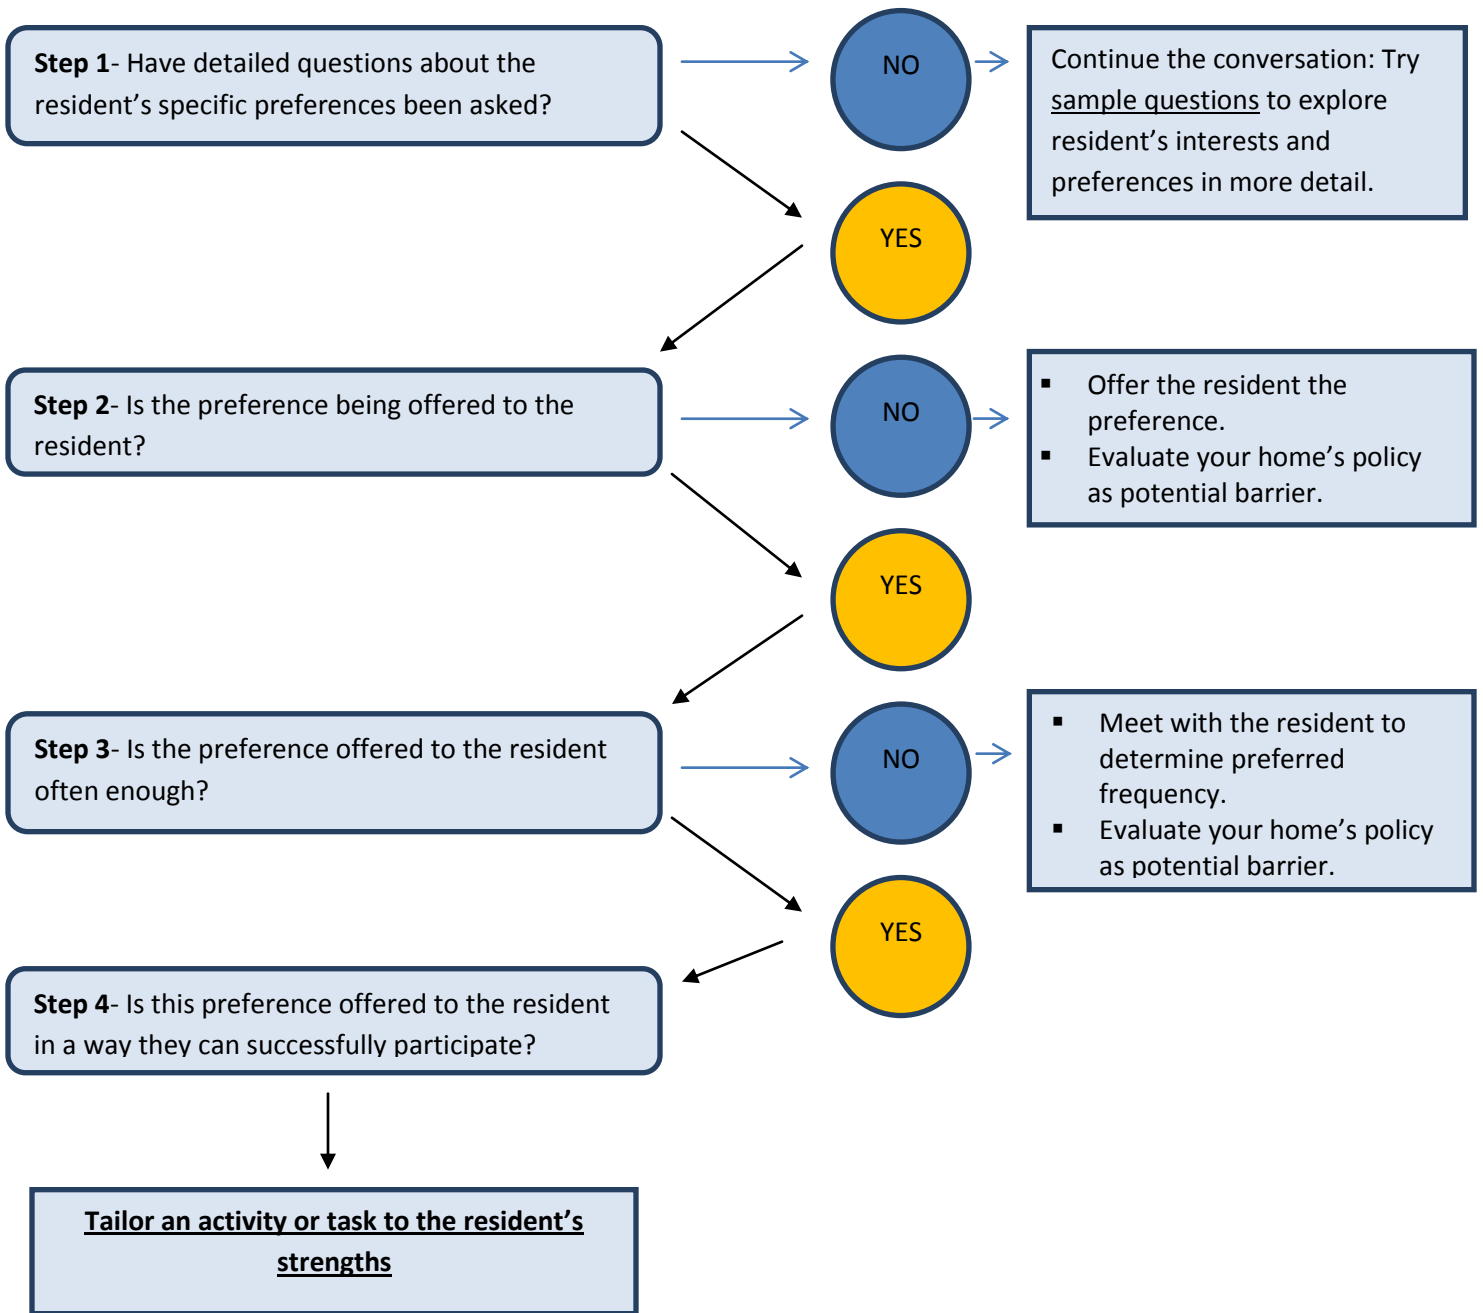 Step 1- Have detailed questions about the
resident’s specific preferences been asked?
NO
Continue the conversation: Try
sample questions to explore
resident’s interests and
preferences in more detail.
YES
Step 2- Is the preference being offered to the
resident?
NO
▪ Offer the resident the
preference.
▪ Evaluate your home’s policy
as potential barrier.
YES
Step 3- Is the preference offered to the resident
often enough?
NO
▪ Meet with the resident to
determine preferred
frequency.
▪ Evaluate your home’s policy
as potential barrier.
YES
Step 4- Is this preference offered to the resident
in a way they can successfully participate?
Tailor an activity or task to the resident’s
strengths